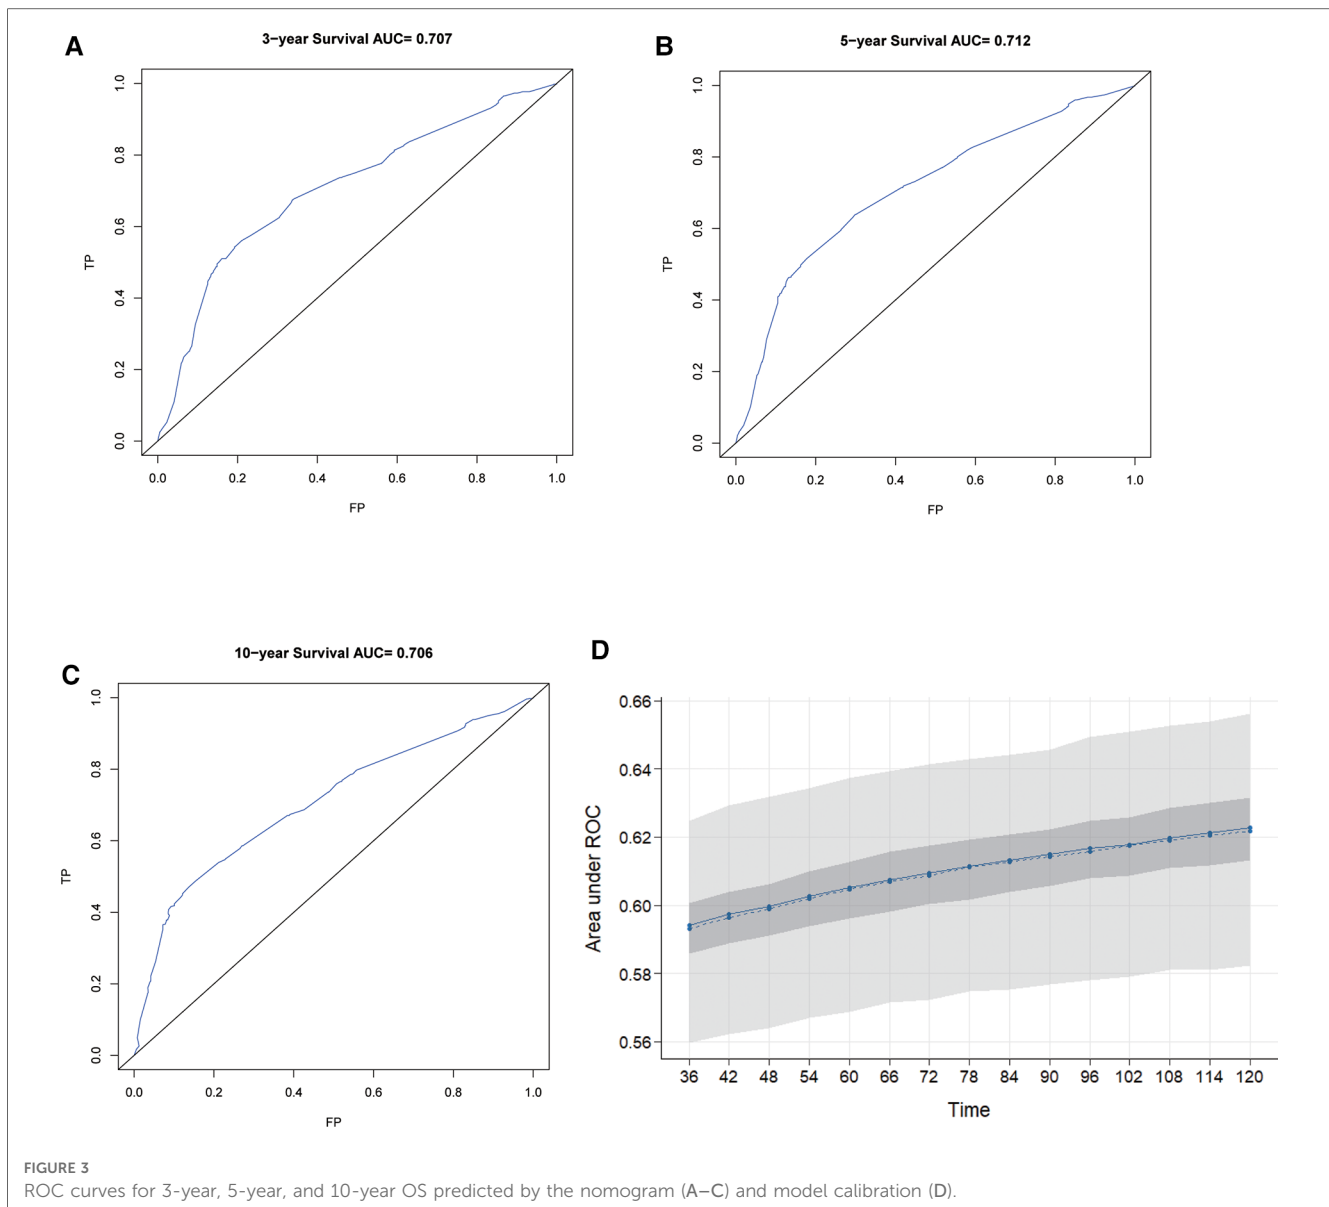 A
3−year Survival AUC= 0.707
1.0
0.8
0.6
0.4
0.2
0.0
TP
0.0 0.2 0.4 0.6 0.8 1.0
FP
B
5−year Survival AUC= 0.712
1.0
0.8
0.6
0.4
0.2
0.0
TP
0.0 0.2 0.4 0.6 0.8 1.0
FP
C
10−year Survival AUC= 0.706
1.0
0.8
0.6
0.4
0.2
0.0
TP
0.0 0.2 0.4 0.6 0.8 1.0
FP
D
0.66
0.64
0.62
0.60
0.58
0.56
Area under ROC
36 42 48 54 60 66 72 78 84 90 96 102 108 114 120
Time
FIGURE 3
ROC curves for 3-year, 5-year, and 10-year OS predicted by the nomogram (A–C) and model calibration (D).